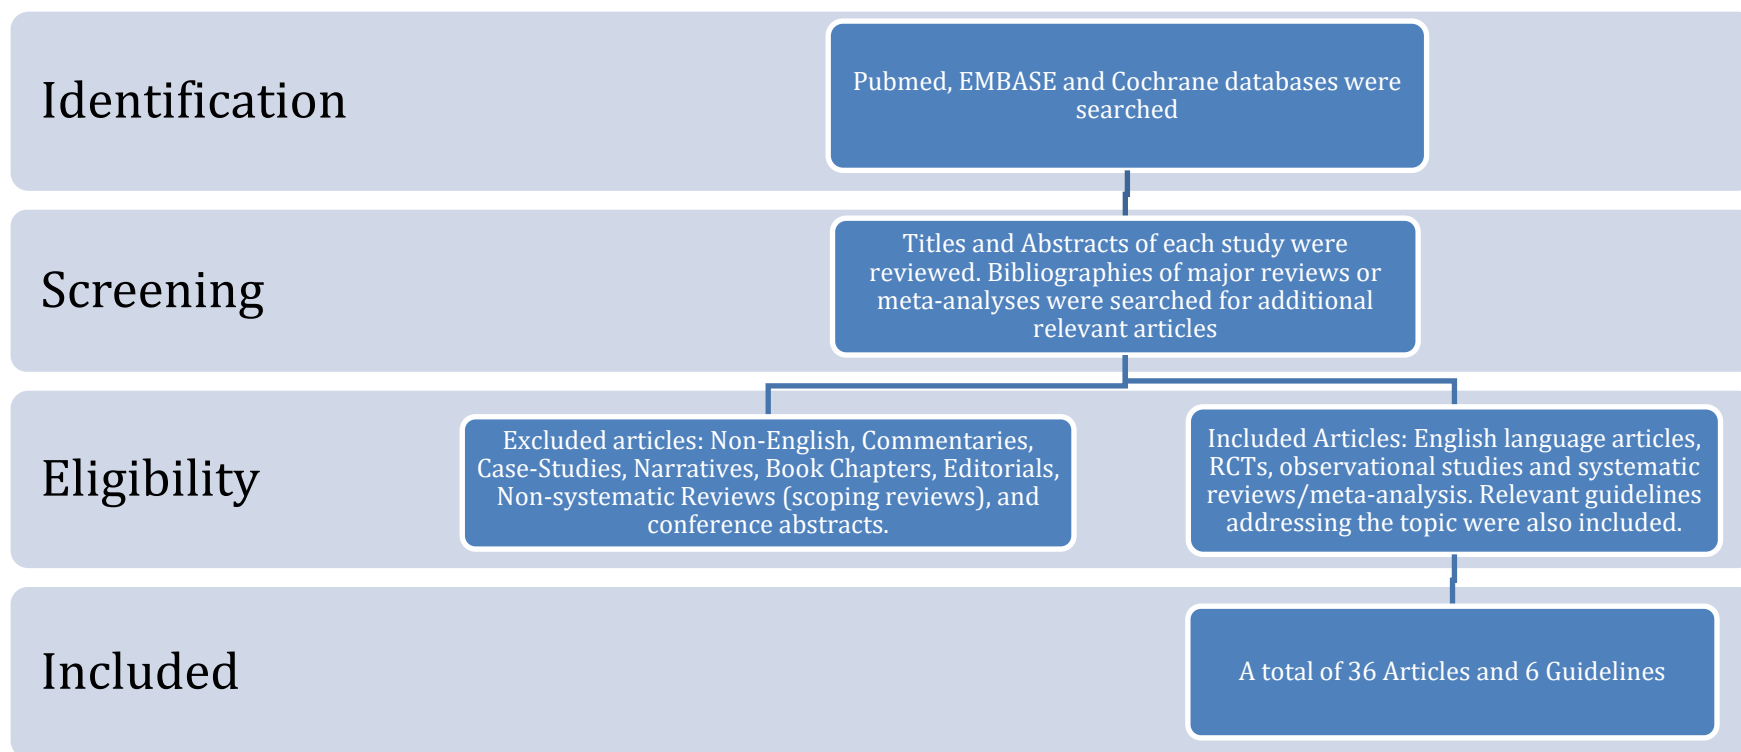 Identification
Pubmed, EMBASE and Cochrane databases were
searched
Screening
Titles and Abstracts of each study were
reviewed. Bibliographies of major reviews or
meta-analyses were searched for additional
relevant articles
Eligibility
Excluded articles: Non-English, Commentaries,
Case-Studies, Narratives, Book Chapters, Editorials,
Non-systematic Reviews (scoping reviews), and
conference abstracts.
Included Articles: English language articles,
RCTs, observational studies and systematic
reviews/meta-analysis. Relevant guidelines
addressing the topic were also included.
Included
A total of 36 Articles and 6 Guidelines